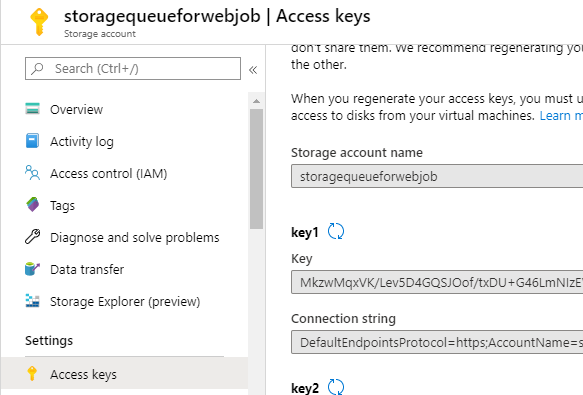 storagequeueforwebjob | Access keys
Storage account
Search (Ctrl+/)
«
Overview
Activity log
Access control (IAM)
Tags
Diagnose and solve problems
Data transfer
Storage Explorer (preview)
Settings
Access keys
don't share them. We recommend regenerating
the other.
When you regenerate your access keys, you must
access to disks from your virtual machines. Learn
Storage account name
storagequeueforwebjob
key1
Key
MkzwMqxVK/Lev5D4GQSJOof/txDU+G46LmNIzE
Connection string
DefaultEndpointsProtocol=https;AccountName=s
key2